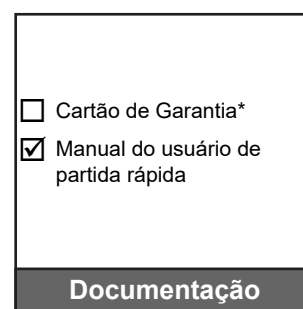 Cartão de Garantia*
Manual do usuário de
partida rápida
Documentação